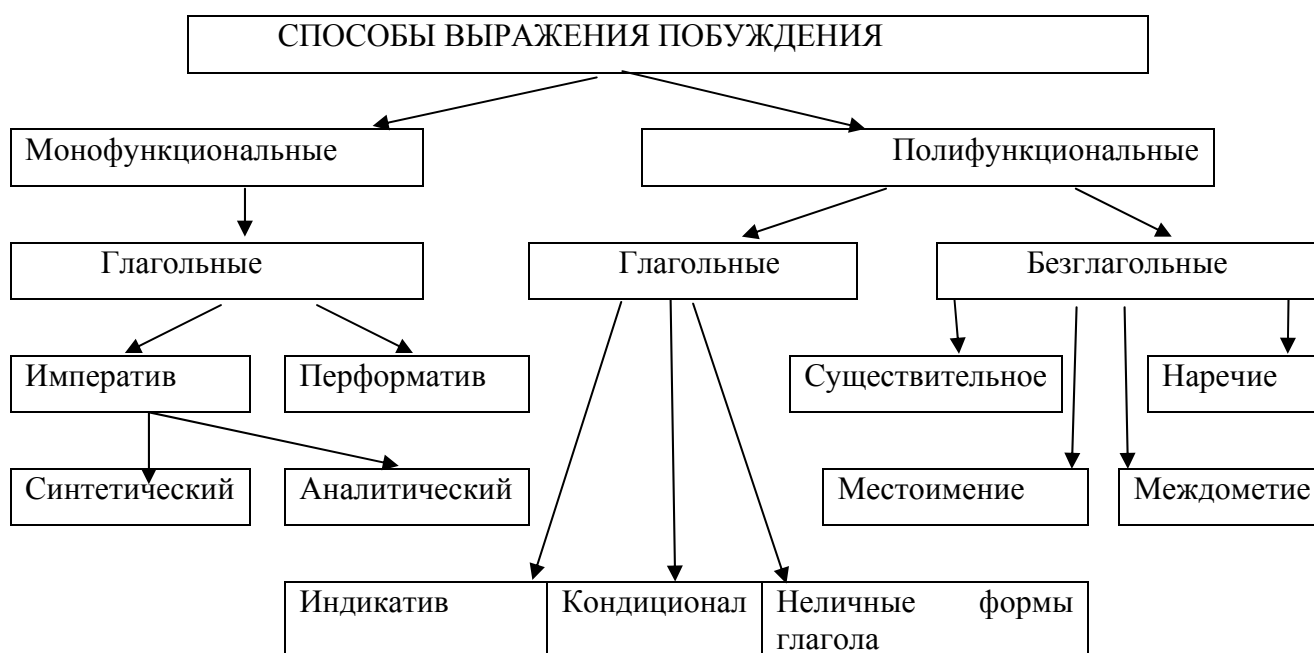 СПОСОБЫ ВЫРАЖЕНИЯ ПОБУЖДЕНИЯ
Монофункциональные
Полифункциональные
Глагольные
Глагольные
Безглагольные
Императив
Перформатив
Существительное
Наречие
Синтетический
Аналитический
Местоимение
Междометие
Индикатив
Кондиционал
Неличные формы
глагола